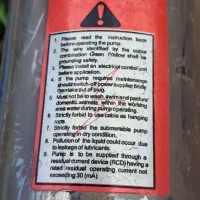 1. Please read the instruction book
before operating the pump.
2. The wire identified by the colour
combination Green /Yellow shall be
grounding safely.
3. Please install an electrical control unit
before application.
4. If the pump requires maintenance
should switch-off power supplier firstly
then take out of plug.
5. Must not be to wash, swim and pasture
domestic animals within the working
area water during pump operating.
6. Strictly forbid to use cable as hanging
rope.
7. Strictly forbid the submersible pump
operating in dry condition.
8. Pollution of the liquid could occur due
to leakage of lubricants.
9. Pump is to be supplied through a
residual current device (RCD) having a
rated residual operating current not
exceeding 30 (mA).